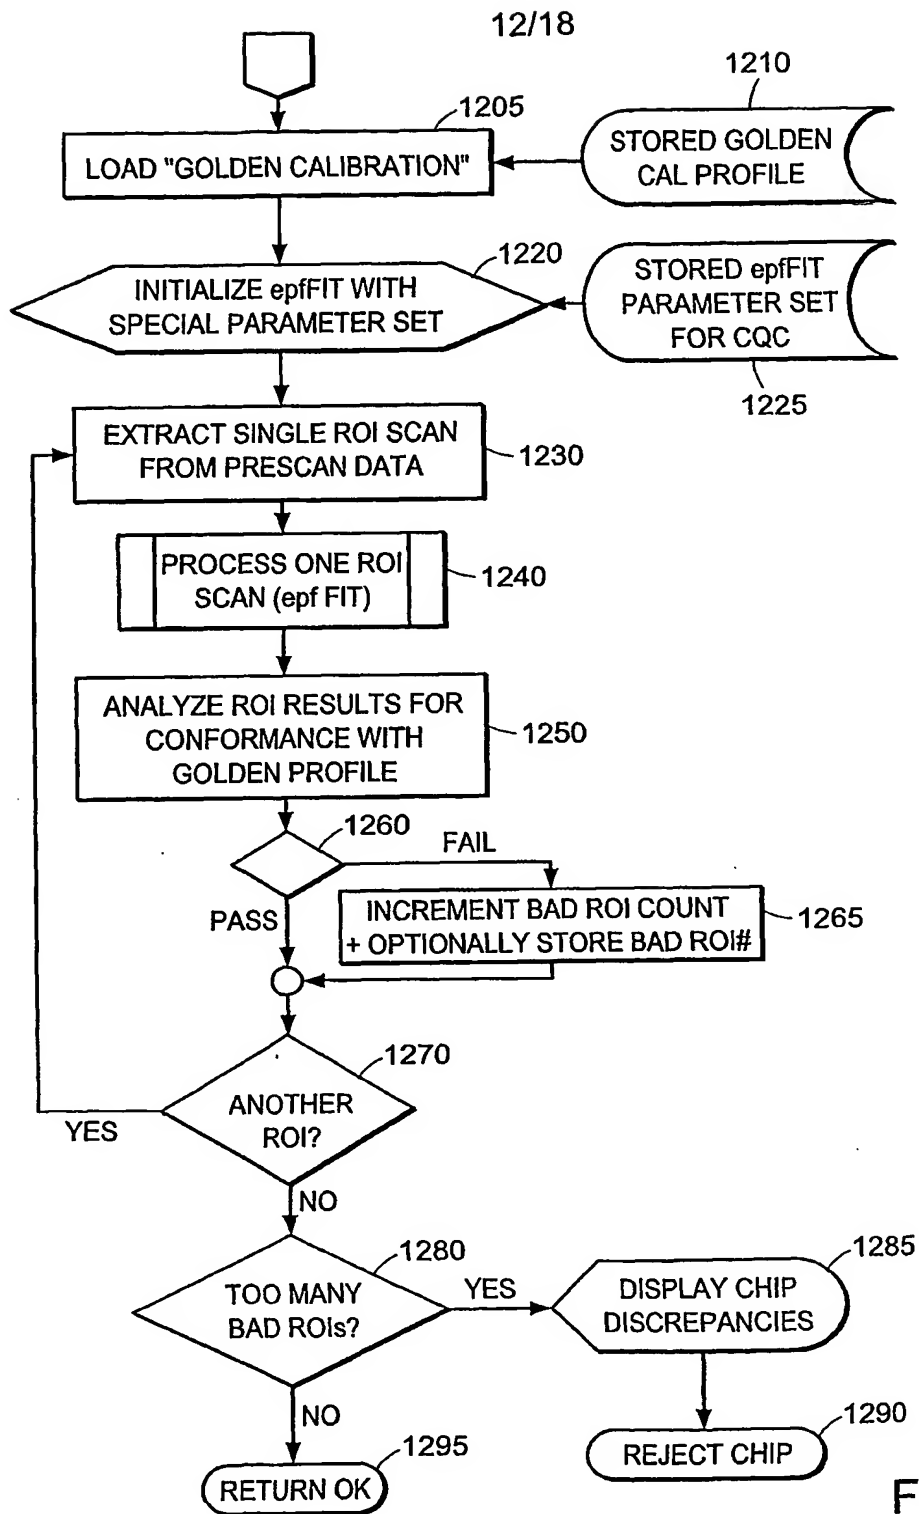 12/18
1210
1205
LOAD "GOLDEN CALIBRATION"
STORED GOLDEN
CAL PROFILE
1220
INITIALIZE epfFIT WITH
SPECIAL PARAMETER SET
STORED epfFIT
PARAMETER SET
FOR CQC
1225
EXTRACT SINGLE ROI SCAN
FROM PRESCAN DATA
1230
PROCESS ONE ROI
SCAN (epf FIT)
1240
ANALYZE ROI RESULTS FOR
CONFORMANCE WITH
GOLDEN PROFILE
1250
1260
FAIL
PASS
INCREMENT BAD ROI COUNT
+ OPTIONALLY STORE BAD ROI#
1265
1270
ANOTHER
ROI?
YES
NO
1280
TOO MANY
BAD ROIs?
YES
1285
DISPLAY CHIP
DISCREPANCIES
NO
1290
REJECT CHIP
1295
RETURN OK
F